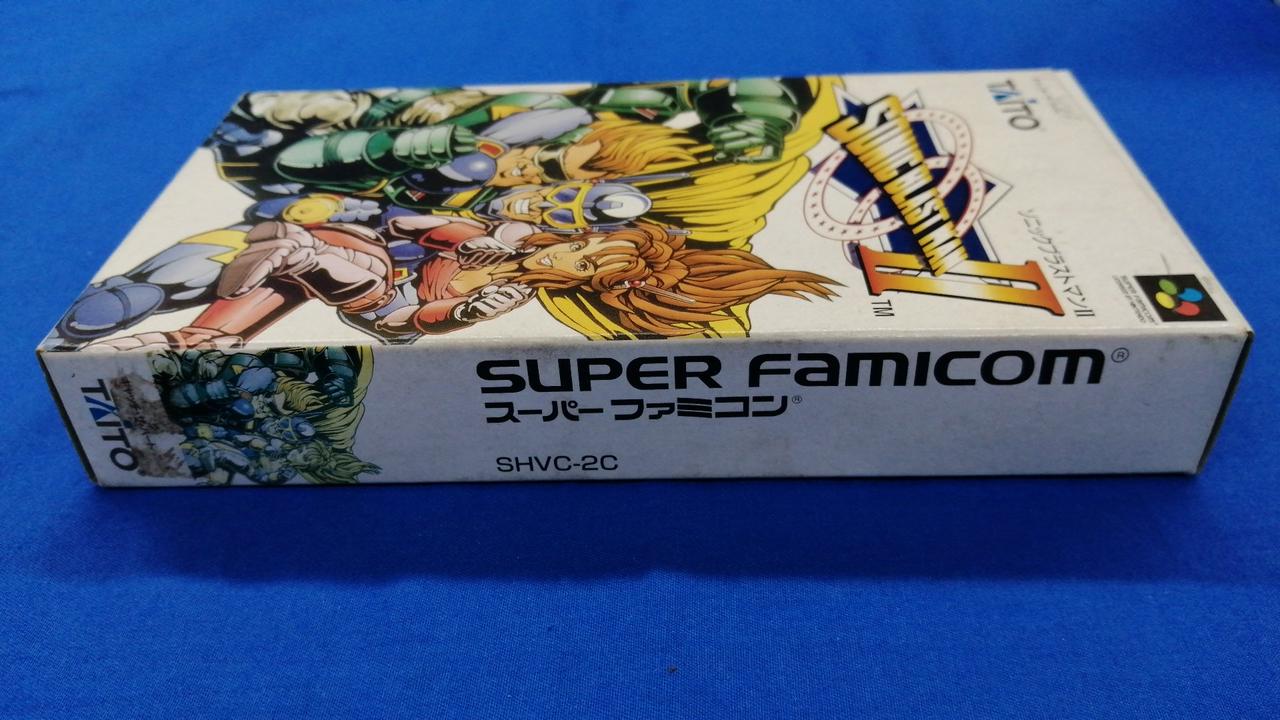 TAITO
SONIC BLAST MAN
II
TM
ソニックブラストマンII
SUPER FAMICOM®
スーパーファミコン®
SHVC-2C
TAITO